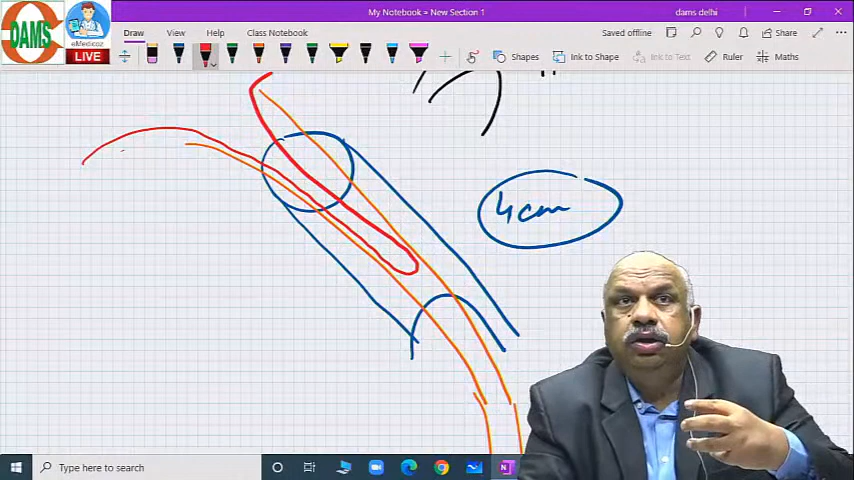 My Notebook » New Section 1
dams delhi
DAMS
eMedicoz
LIVE
Draw
View
Help
Class Notebook
Saved offline
Share
Shapes
Ink to Shape
Ink to Text
Ruler
Maths
4cm
Type here to search